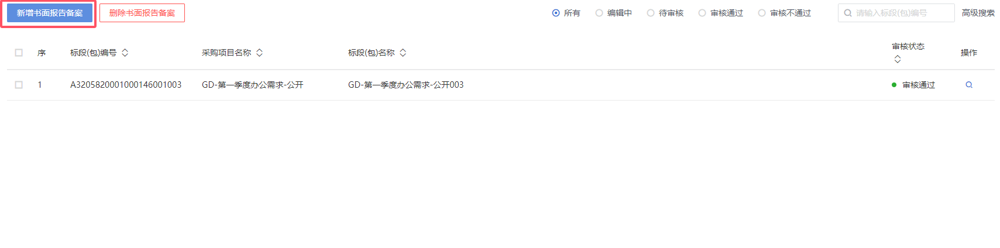 新增书面报告备案 删除书面报告备案 所有 编辑中 待审核 审核通过 审核不通过 请输入标段(包)编号 高级搜索
序 标段(包)编号 采购项目名称 标段(包)名称 审核状态 操作
1 A3205820001000146001003 GD-第一季度办公需求-公开 GD-第一季度办公需求-公开003 审核通过